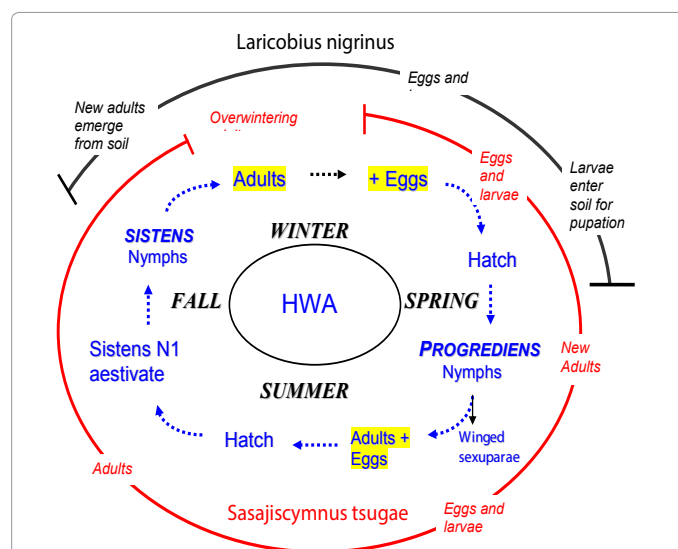 Laricobius nigrinus
Eggs and
New adults
emerge
from soil
Overwintering
Eggs
and
larvae
Larvae
enter
soil for
pupation
Adults
+ Eggs
WINTER
SISTENS
Nymphs
Hatch
FALL
HWA
SPRING
Sistens N1
aestivate
PROGREDIENS
Nymphs
New
Adults
SUMMER
Hatch
Adults +
Eggs
Winged
sexuparae
Adults
Sasajiscymnus tsugae
Eggs and
larvae